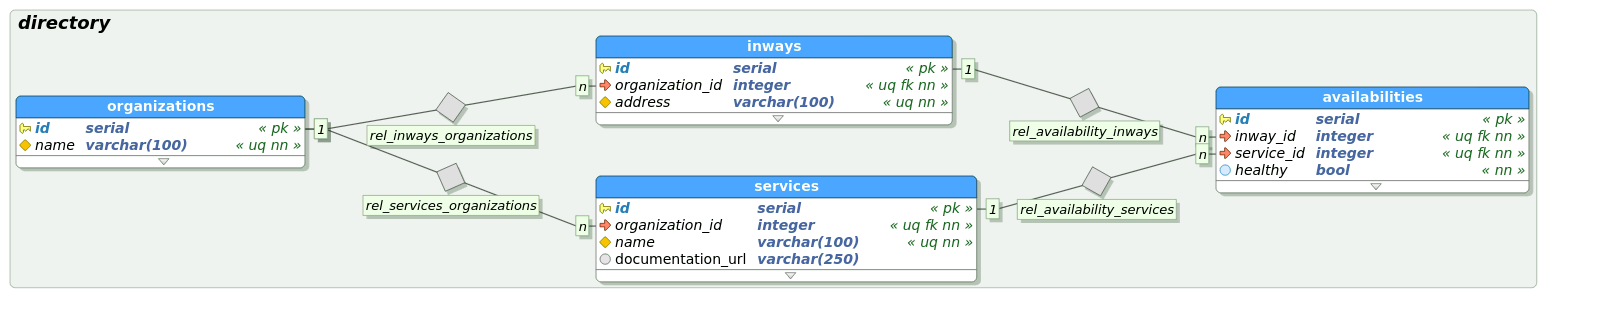 directory
organizations
id serial « pk »
name varchar(100) « uq nn »
1
rel_inways_organizations
rel_services_organizations
n
n
inways
id serial « pk »
organization_id integer « uq fk nn »
address varchar(100) « uq nn »
1
services
id serial « pk »
organization_id integer « uq fk nn »
name varchar(100) « uq nn »
documentation_url varchar(250)
1
rel_availability_inways
rel_availability_services
n
n
availabilities
id serial « pk »
inway_id integer « uq fk nn »
service_id integer « uq fk nn »
healthy bool « nn »